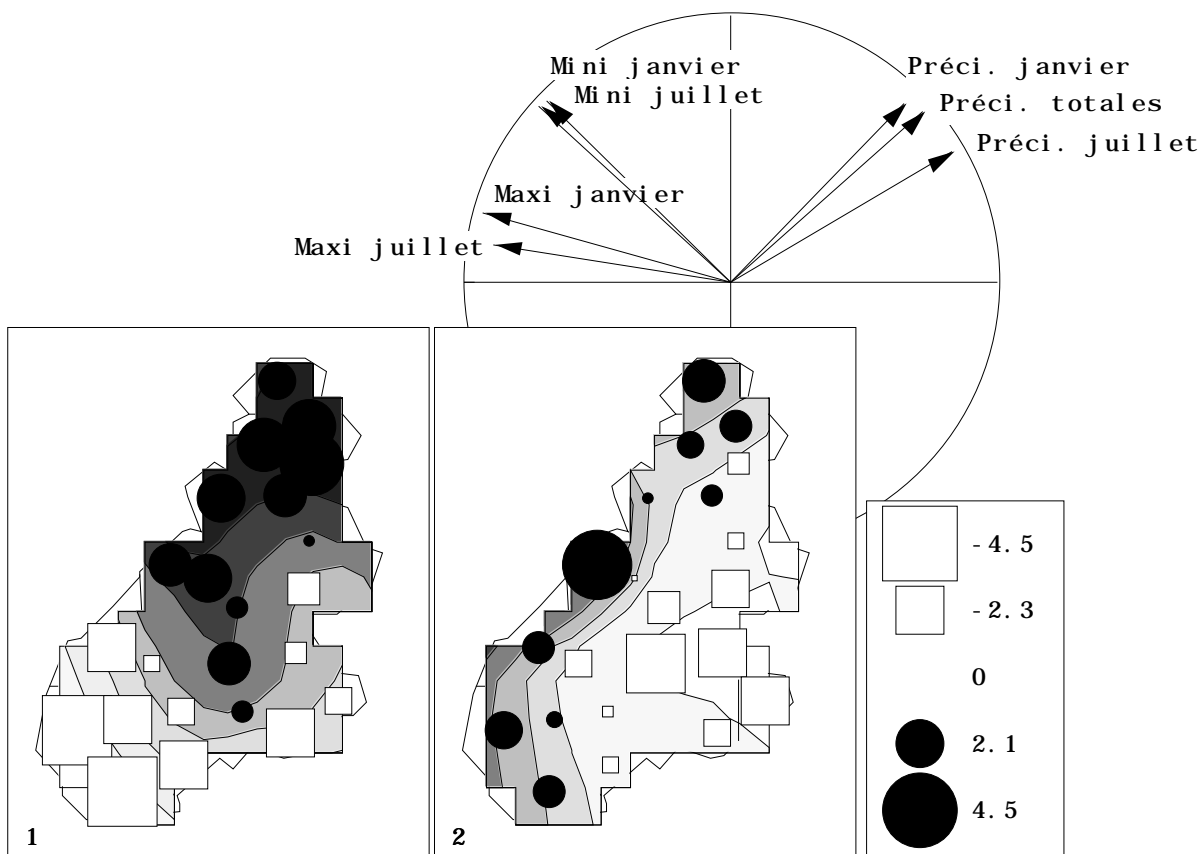 Mini janvier
Préci. janvier
Mini juillet
Préci. totales
Préci. juillet
Maxi janvier
Maxi juillet
-4.5
-2.3
0
2.1
4.5
1
2